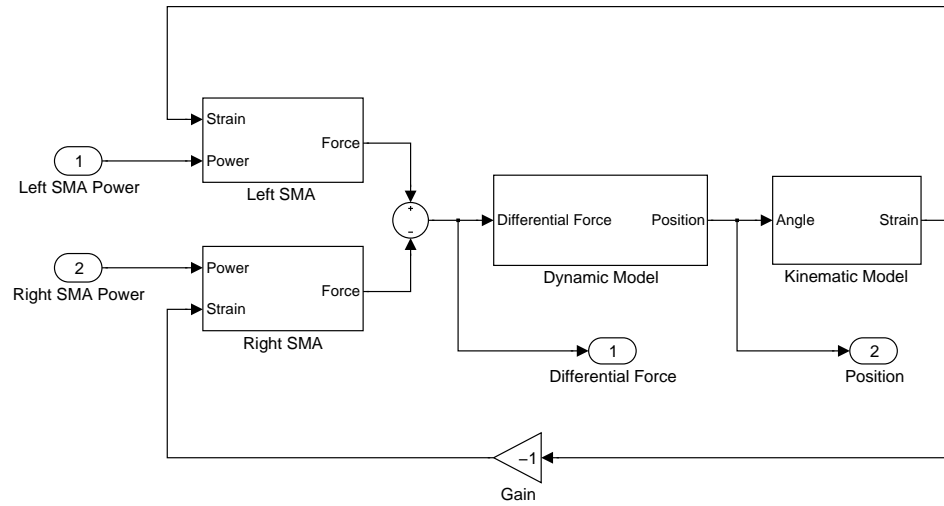 Strain
Force
Power
1
Left SMA Power
Left SMA
+
-
Differential Force
Position
Angle
Strain
Dynamic Model
Kinematic Model
Power
2
Right SMA Power
Force
Strain
Right SMA
1
Differential Force
2
Position
–1
Gain